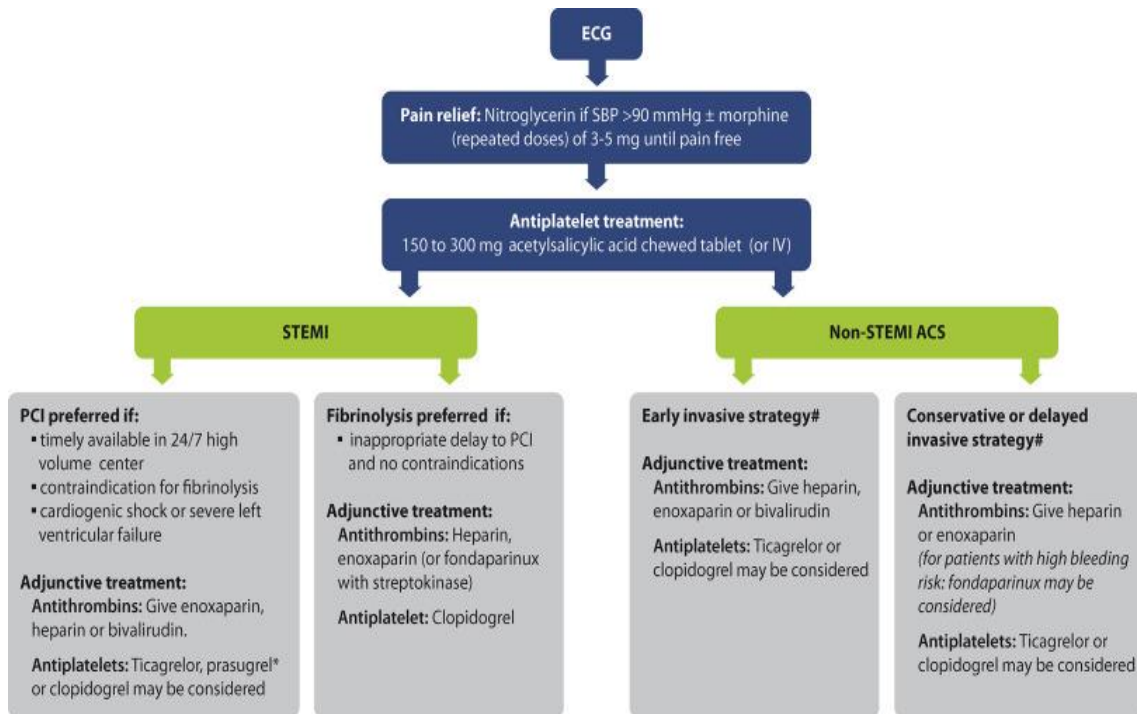 ECG
Pain relief: Nitroglycerin if SBP >90 mmHg ± morphine
(repeated doses) of 3-5 mg until pain free
Antiplatelet treatment:
150 to 300 mg acetylsalicylic acid chewed tablet (or IV)
STEMI
Non-STEMI ACS
PCI preferred if:
▪ timely available in 24/7 high
volume center
▪ contraindication for fibrinolysis
▪ cardiogenic shock or severe left
ventricular failure
Adjunctive treatment:
Antithrombins: Give enoxaparin,
heparin or bivalirudin.
Antiplatelets: Ticagrelor, prasugrel*
or clopidogrel may be considered
Fibrinolysis preferred if:
▪ inappropriate delay to PCI
and no contraindications
Adjunctive treatment:
Antithrombins: Heparin,
enoxaparin (or fondaparinux
with streptokinase)
Antiplatelet: Clopidogrel
Early invasive strategy#
Adjunctive treatment:
Antithrombins: Give heparin,
enoxaparin or bivalirudin
Antiplatelets: Ticagrelor or
clopidogrel may be considered
Conservative or delayed
invasive strategy#
Adjunctive treatment:
Antithrombins: Give heparin
or enoxaparin
(for patients with high bleeding
risk: fondaparinux may be
considered)
Antiplatelets: Ticagrelor or
clopidogrel may be considered